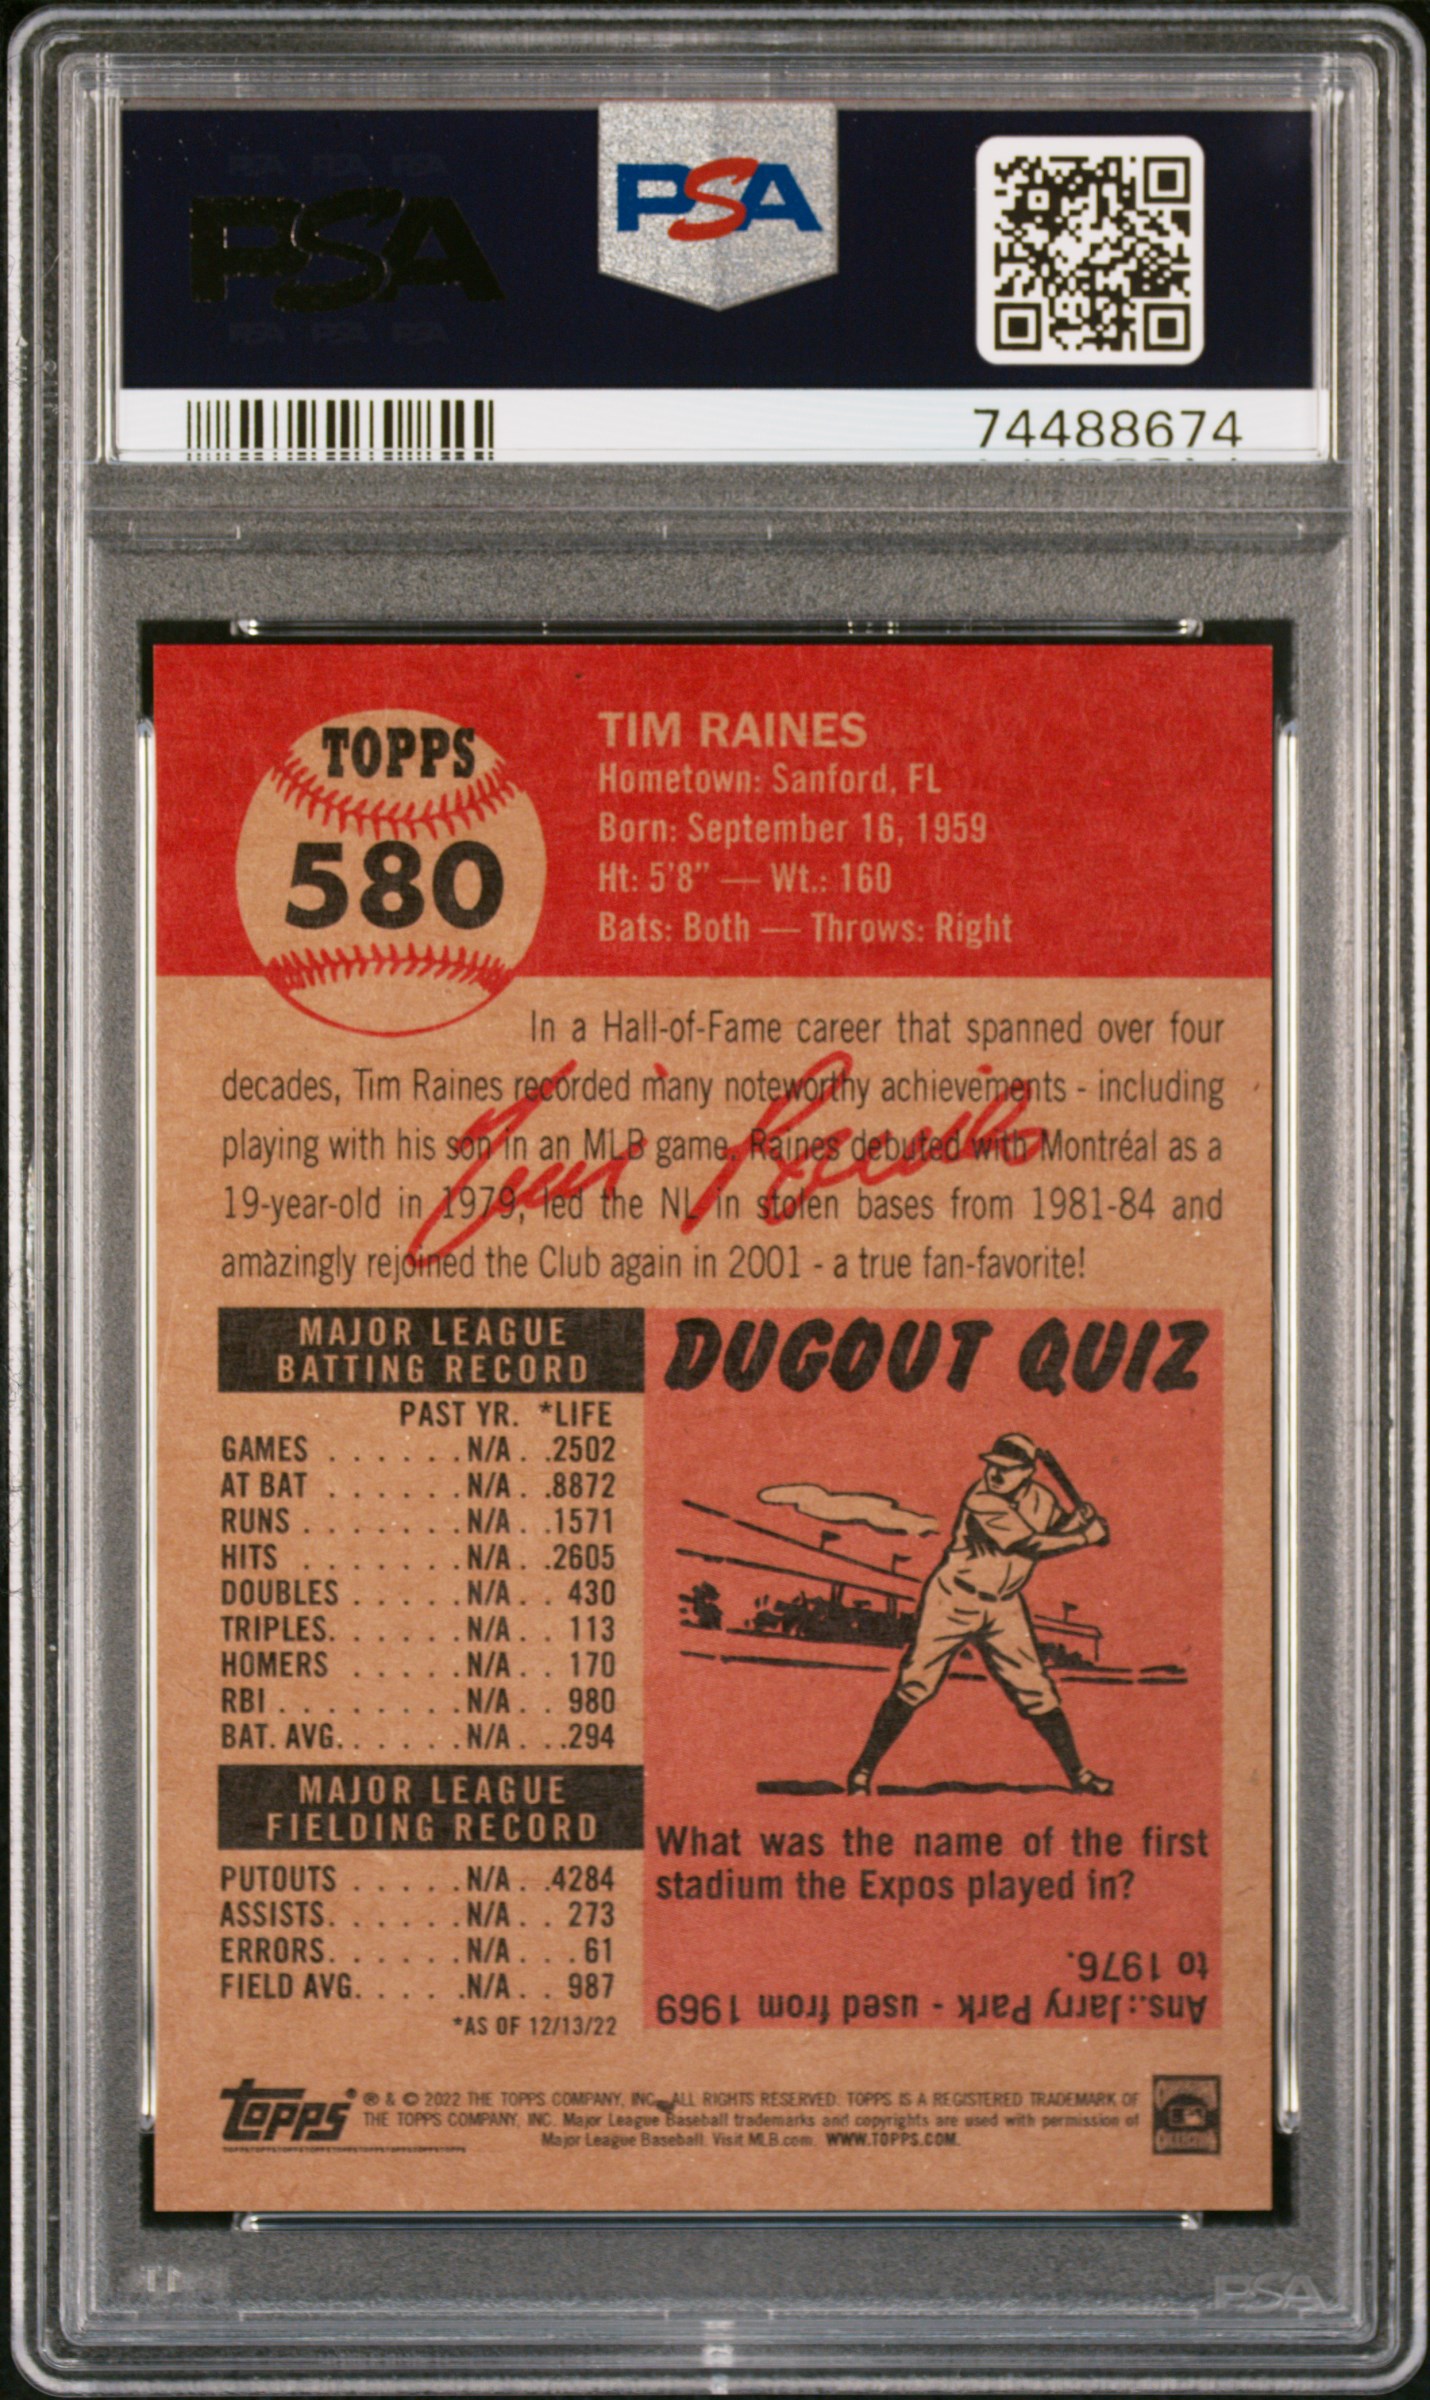 PSA PSA PSA
PSA
PSA
PSA PSA PSA
74488674
TOPPS
580
TIM RAINES
Hometown: Sanford, FL
Born: September 16, 1959
Ht: 5'8” — Wt.: 160
Bats: Both — Throws: Right
In a Hall-of-Fame career that spanned over four
decades, Tim Raines recorded many noteworthy achievements - including
playing with his son in an MLB game. Raines debuted with Montréal as a
19-year-old in 1979, led the NL in stolen bases from 1981-84 and
amazingly rejoined the Club again in 2001 - a true fan-favorite!
Tim Raines
MAJOR LEAGUE
BATTING RECORD
PAST YR. *LIFE
GAMES . . . . . . N/A . . 2502
AT BAT . . . . . . N/A . . 8872
RUNS . . . . . . . N/A . . 1571
HITS . . . . . . . N/A . . 2605
DOUBLES . . . . . N/A . . 430
TRIPLES. . . . . . N/A . . 113
HOMERS . . . . . N/A . . 170
RBI . . . . . . . . N/A . . 980
BAT. AVG. . . . . . N/A . . .294
MAJOR LEAGUE
FIELDING RECORD
PUTOUTS . . . . . N/A . . 4284
ASSISTS. . . . . . N/A . . 273
ERRORS. . . . . . N/A . . . 61
FIELD AVG. . . . . N/A . . 987
*AS OF 12/13/22
DUGOUT QUIZ
What was the name of the first
stadium the Expos played in?
Ans.: Jarry Park - used from 1969
to 1976.
topps
® & © 2022 THE TOPPS COMPANY, INC. ALL RIGHTS RESERVED. TOPPS IS A REGISTERED TRADEMARK OF
THE TOPPS COMPANY, INC. Major League Baseball trademarks and copyrights are used with permission of
Major League Baseball. Visit MLB.com. WWW.TOPPS.COM.
PSA